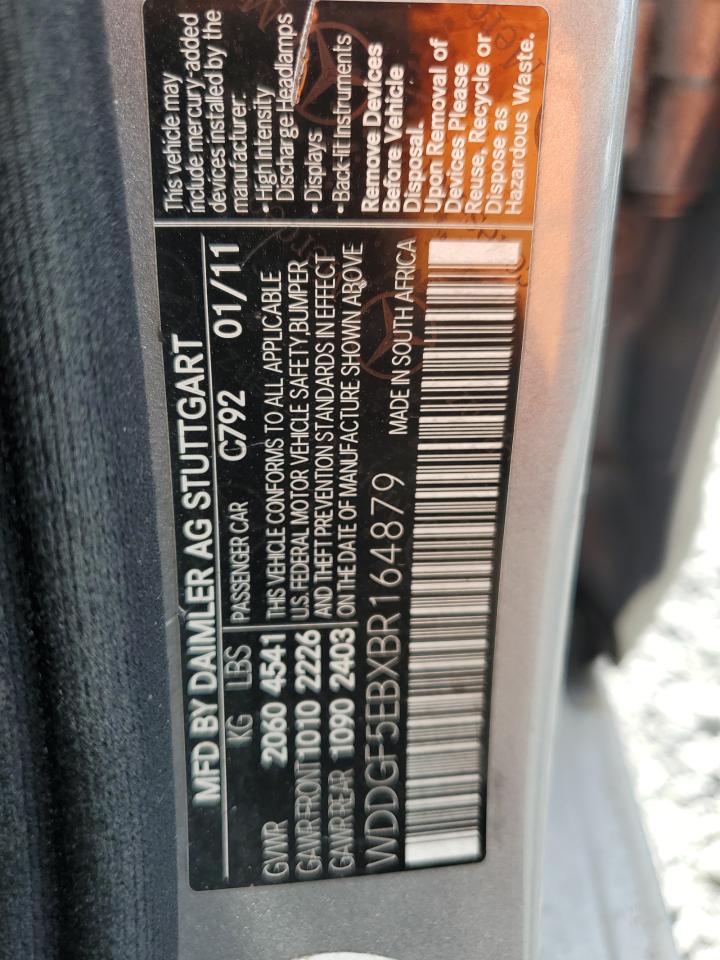 MFD BY DAIMLER AG STUTTGART
KG LBS PASSENGER CAR C792 01/11
GVWR 2060 4541
GAWR FRONT 1010 2226
GAWR REAR 1090 2403
THIS VEHICLE CONFORMS TO ALL APPLICABLE
U.S. FEDERAL MOTOR VEHICLE SAFETY, BUMPER
AND THEFT PREVENTION STANDARDS IN EFFECT
ON THE DATE OF MANUFACTURE SHOWN ABOVE
WDDGF5EBXBR164879 MADE IN SOUTH AFRICA
This vehicle may
include mercury-added
devices installed by the
manufacturer:
• High Intensity
Discharge Headlamps
• Displays
• Back-lit Instruments
Remove Devices
Before Vehicle
Disposal.
Upon Removal of
Devices Please
Reuse, Recycle or
Dispose as
Hazardous Waste.